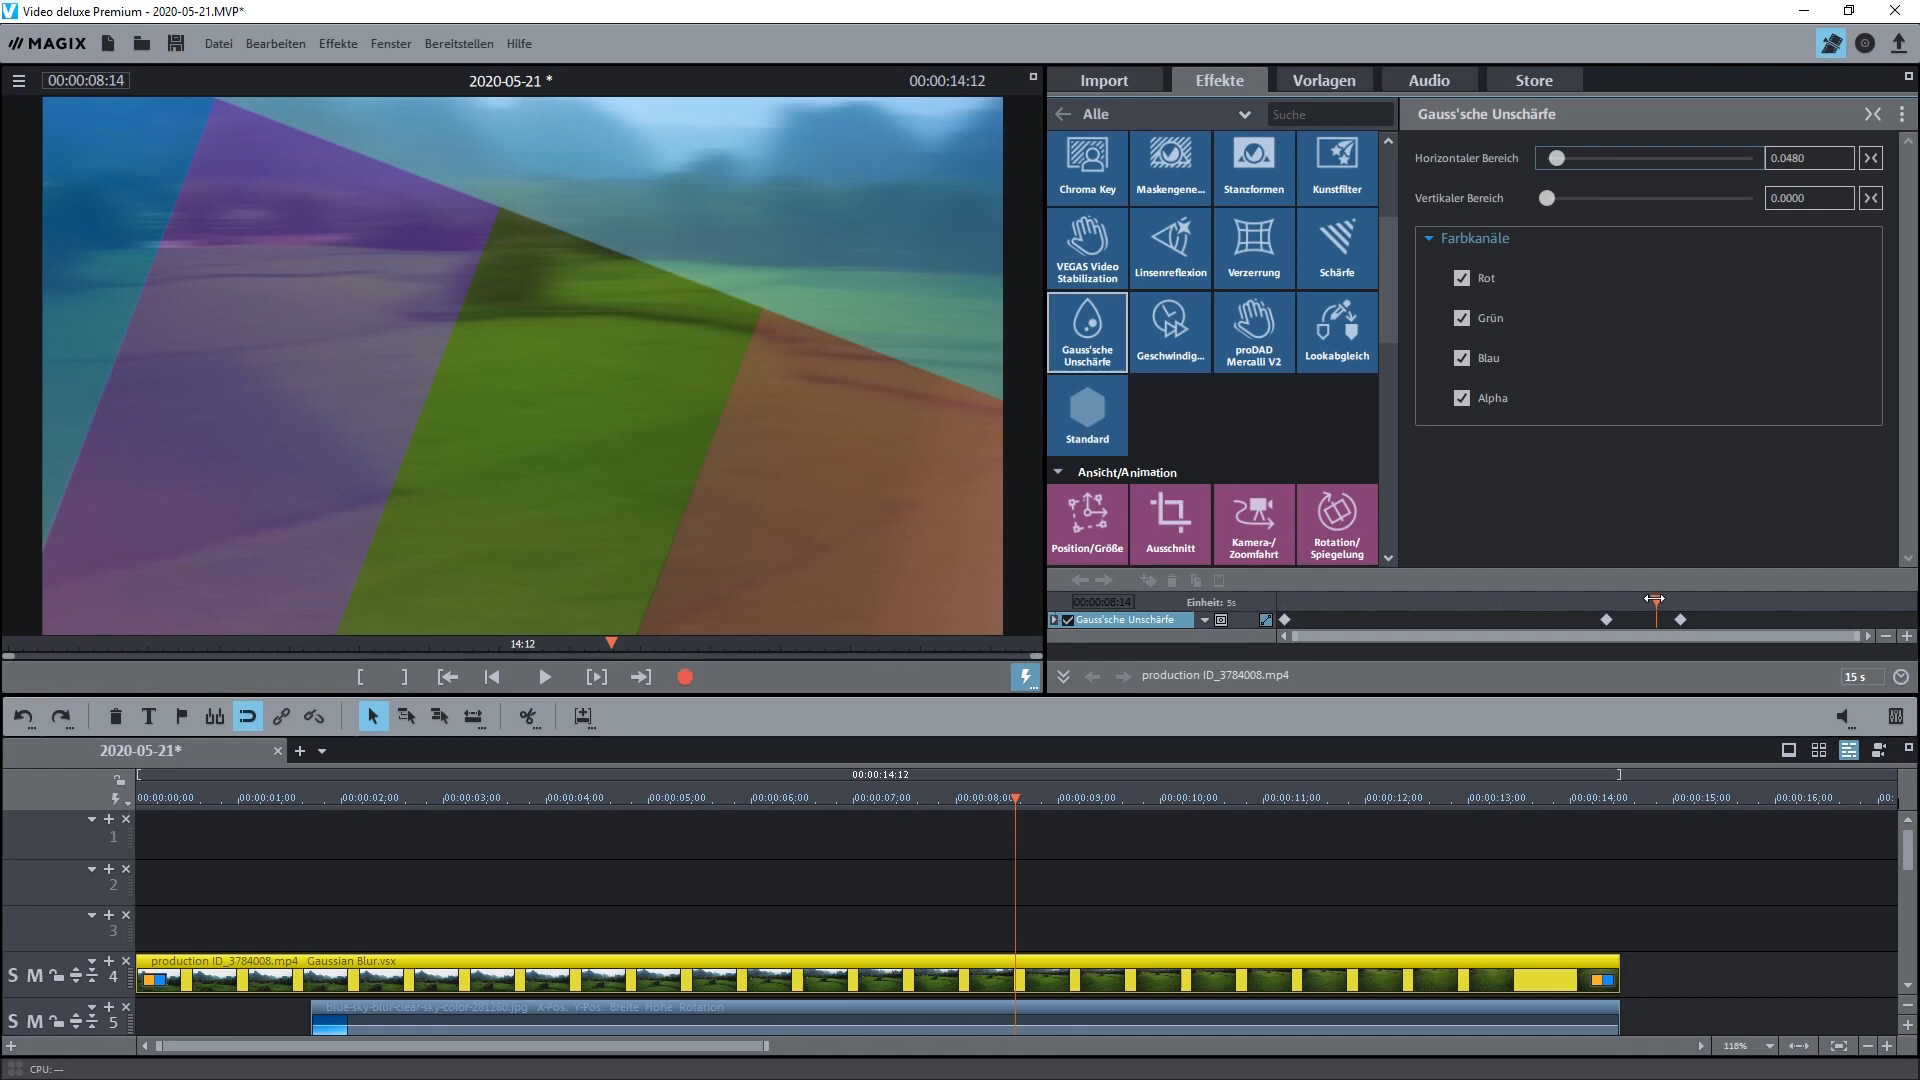 Video deluxe Premium - 2020-05-21.MVP*
MAGIX Datei Bearbeiten Effekte Fenster Bereitstellen Hilfe
00:00:08:14 2020-05-21 * 00:00:14:12
14:12
Import Effekte Vorlagen Audio Store
Alle Suche
Chroma Key Maskengene... Stanzformen Kunstfilter
VEGAS Video Stabilization Linsenreflexion Verzerrung Schärfe
Gauss'sche Unschärfe Geschwindig... proDAD Mercalli V2 Lookabgleich
Standard
Ansicht/Animation
Position/Größe Ausschnitt Kamera-/ Zoomfahrt Rotation/ Spiegelung
Gauss'sche Unschärfe
Horizontaler Bereich 0.0480
Vertikaler Bereich 0.0000
Farbkanäle
Rot
Grün
Blau
Alpha
00:00:08:14 Einheit: 5s
Gauss'sche Unschärfe
production ID_3784008.mp4 15 s
2020-05-21*
00:00:14:12
00:00:00;00 00:00:01;00 00:00:02;00 00:00:03;00 00:00:04;00 00:00:05;00 00:00:06;00 00:00:07;00 00:00:08;00 00:00:09;00 00:00:10;00 00:00:11;00 00:00:12;00 00:00:13;00 00:00:14;00 00:00:15;00 00:00:16;00 00:
1
2
3
S M 4
production ID_3784008.mp4 Gaussian Blur.vsx
S M 5
blue-sky-blur-clear-sky-color-281260.jpg X-Pos. Y-Pos. Breite Höhe Rotation
118%
CPU: —